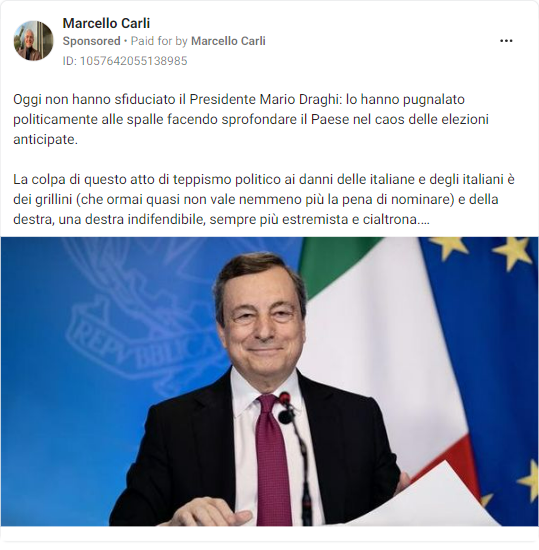 Marcello Carli
Sponsored • Paid for by Marcello Carli
ID: 1057642055138985
Oggi non hanno sfiduciato il Presidente Mario Draghi: lo hanno pugnalato
politicamente alle spalle facendo sprofondare il Paese nel caos delle elezioni
anticipate.
La colpa di questo atto di teppismo politico ai danni delle italiane e degli italiani è
dei grillini (che ormai quasi non vale nemmeno più la pena di nominare) e della
destra, una destra indifendibile, sempre più estremista e cialtrona....
REPVBBLICA